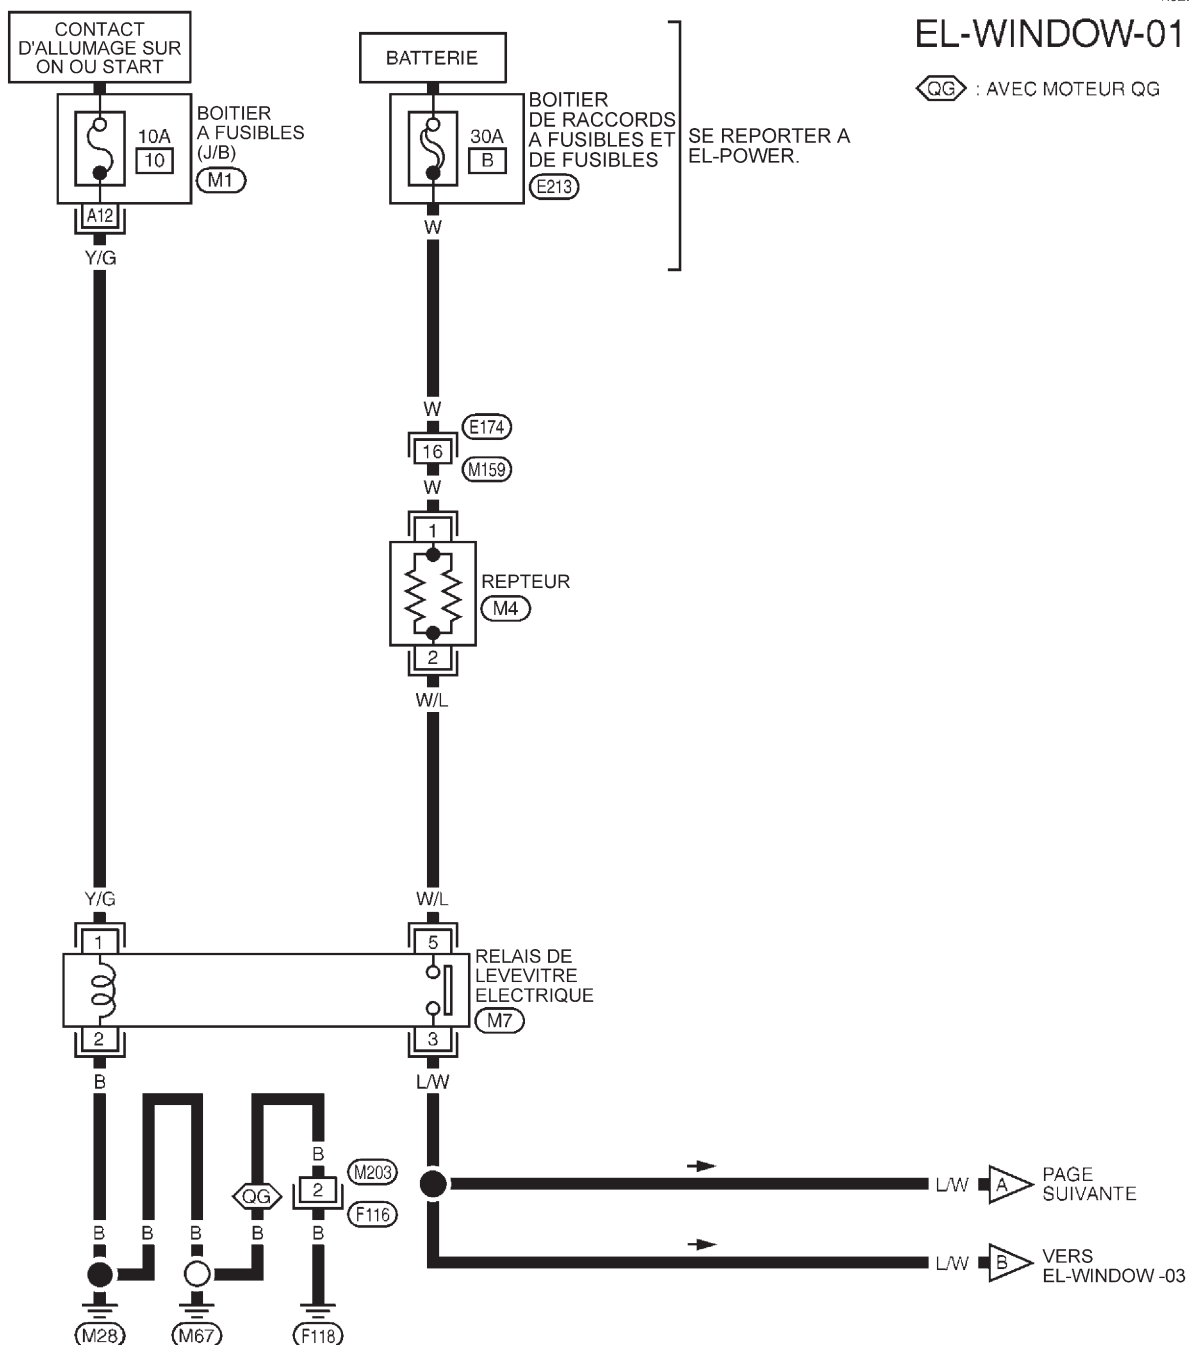 EL-WINDOW-01
QG : AVEC MOTEUR QG
CONTACT
D'ALLUMAGE SUR
ON OU START
BATTERIE
10A
10
BOITIER
A FUSIBLES
(J/B)
M1
30A
B
BOITIER
DE RACCORDS
A FUSIBLES ET
DE FUSIBLES
E213
SE REPORTER A
EL-POWER.
A12
Y/G
W
W
E174
16
M159
W
1
REPTEUR
M4
2
W/L
Y/G
W/L
1
5
RELAIS DE
LEVEVITRE
ELECTRIQUE
M7
2
3
B
L/W
B
M203
2
F116
QG
L/W
A
PAGE
SUIVANTE
B
B
B
B
B
L/W
B
VERS
EL-WINDOW -03
M28
M67
F118